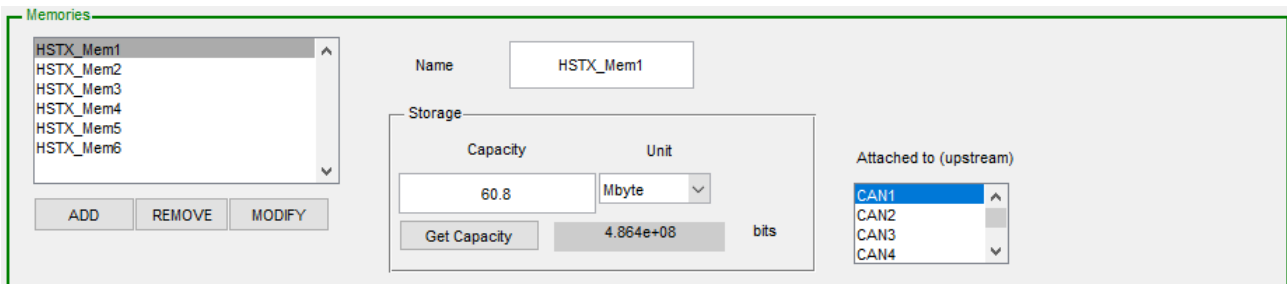 Memories
HSTX_Mem1
HSTX_Mem2
HSTX_Mem3
HSTX_Mem4
HSTX_Mem5
HSTX_Mem6
ADD REMOVE MODIFY
Name HSTX_Mem1
Storage
Capacity Unit
60.8 Mbyte
Get Capacity 4.864e+08 bits
Attached to (upstream)
CAN1
CAN2
CAN3
CAN4